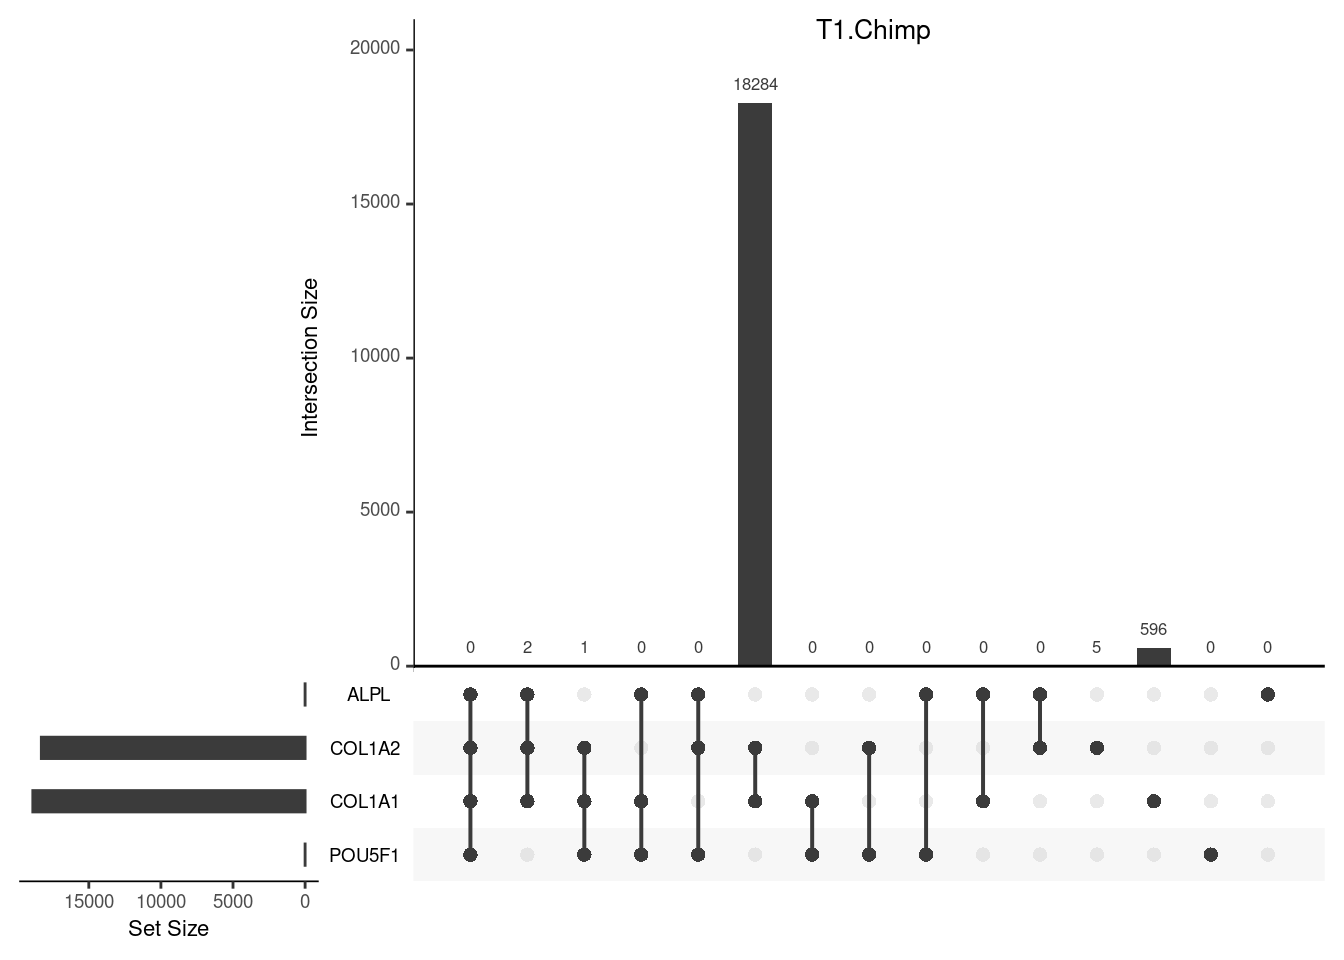 T1.Chimp
20000
15000
10000
5000
0
Intersection Size
18284
596
0 2 1 0 0 0 0 0 0 0 5 0 0
ALPL
COL1A2
COL1A1
POU5F1
15000 10000 5000 0
Set Size